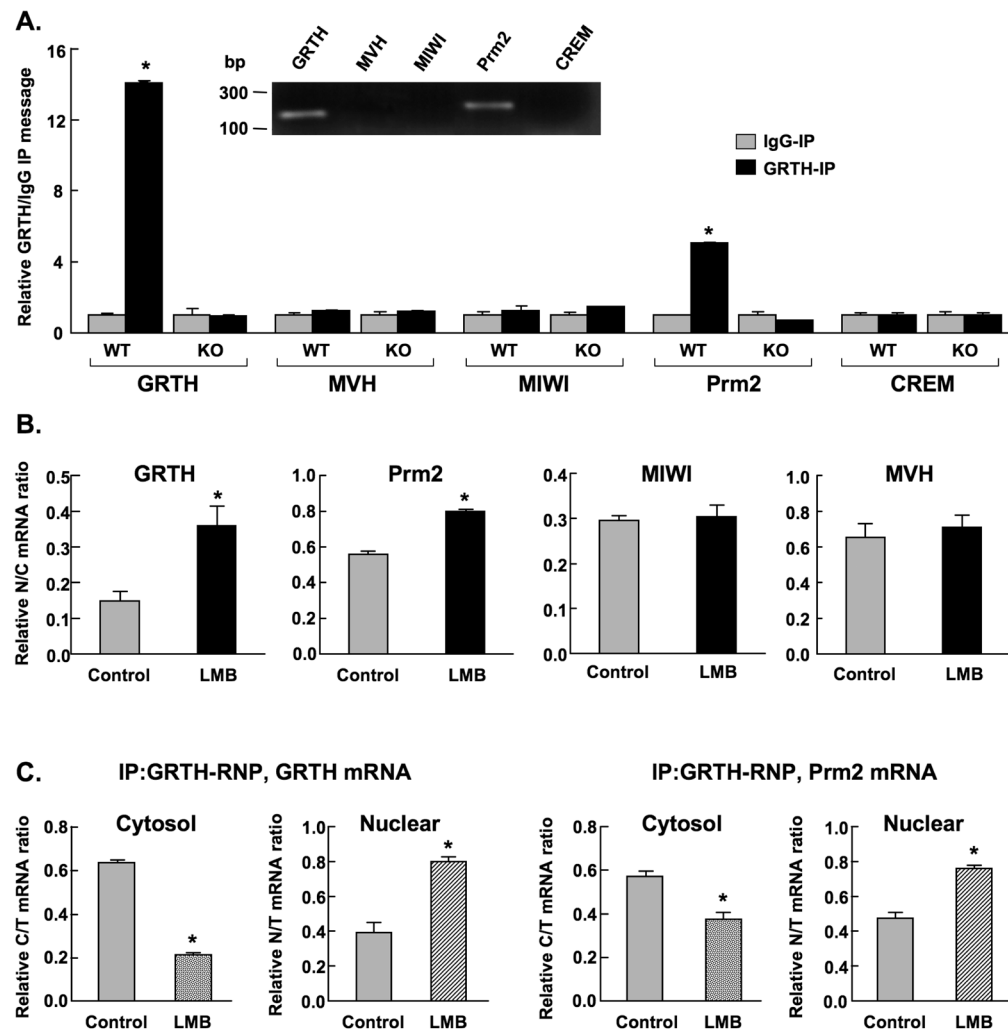 A.
GRTH MVH MIWI Prm2 CREM
bp
300
100
IgG-IP
GRTH-IP
Relative GRTH/IgG IP message
16
12
8
4
0
* *
WT KO WT KO WT KO WT KO WT KO
GRTH MVH MIWI Prm2 CREM
B.
GRTH
Relative N/C mRNA ratio
0.5
0.4
0.3
0.2
0.1
0.0
*
Control LMB
Prm2
1.0
0.8
0.6
0.4
0.2
0.0
*
Control LMB
MIWI
0.4
0.3
0.2
0.1
0.3
Control LMB
MVH
1.0
0.8
0.6
0.4
0.2
0.0
Control LMB
C.
IP:GRTH-RNP, GRTH mRNA
Cytosol
Relative C/T mRNA ratio
0.8
0.6
0.4
0.2
0.0
*
Control LMB
Nuclear
Relative N/T mRNA ratio
1.0
0.8
0.6
0.4
0.2
0.0
*
Control LMB
IP:GRTH-RNP, Prm2 mRNA
Cytosol
Relative C/T mRNA ratio
0.8
0.6
0.4
0.2
0.0
*
Control LMB
Nuclear
Relative N/T mRNA ratio
1.0
0.8
0.6
0.4
0.2
0.0
*
Control LMB